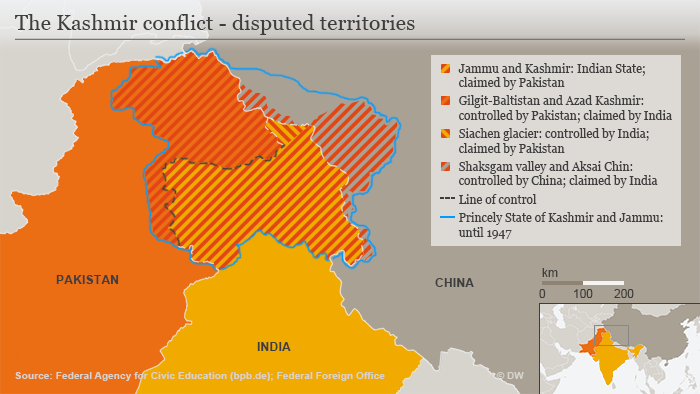 The Kashmir conflict - disputed territories
Jammu and Kashmir: Indian State;
claimed by Pakistan
Gilgit-Baltistan and Azad Kashmir:
controlled by Pakistan; claimed by India
Siachen glacier: controlled by India;
claimed by Pakistan
Shaksgam valley and Aksai Chin:
controlled by China; claimed by India
Line of control
Princely State of Kashmir and Jammu:
until 1947
km
0 100 200
PAKISTAN
CHINA
INDIA
Source: Federal Agency for Civic Education (bpb.de); Federal Foreign Office
© DW